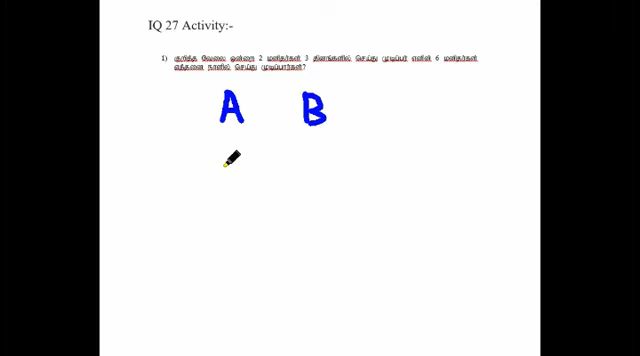 IQ 27 Activity:-
1) குறித்த வேலை ஒன்றை 2 மனிதர்கள் 3 தினங்களில் செய்து முடிப்பர் எனின் 6 மனிதர்கள்
எத்தனை நாளில் செய்து முடிப்பார்கள்?
A B